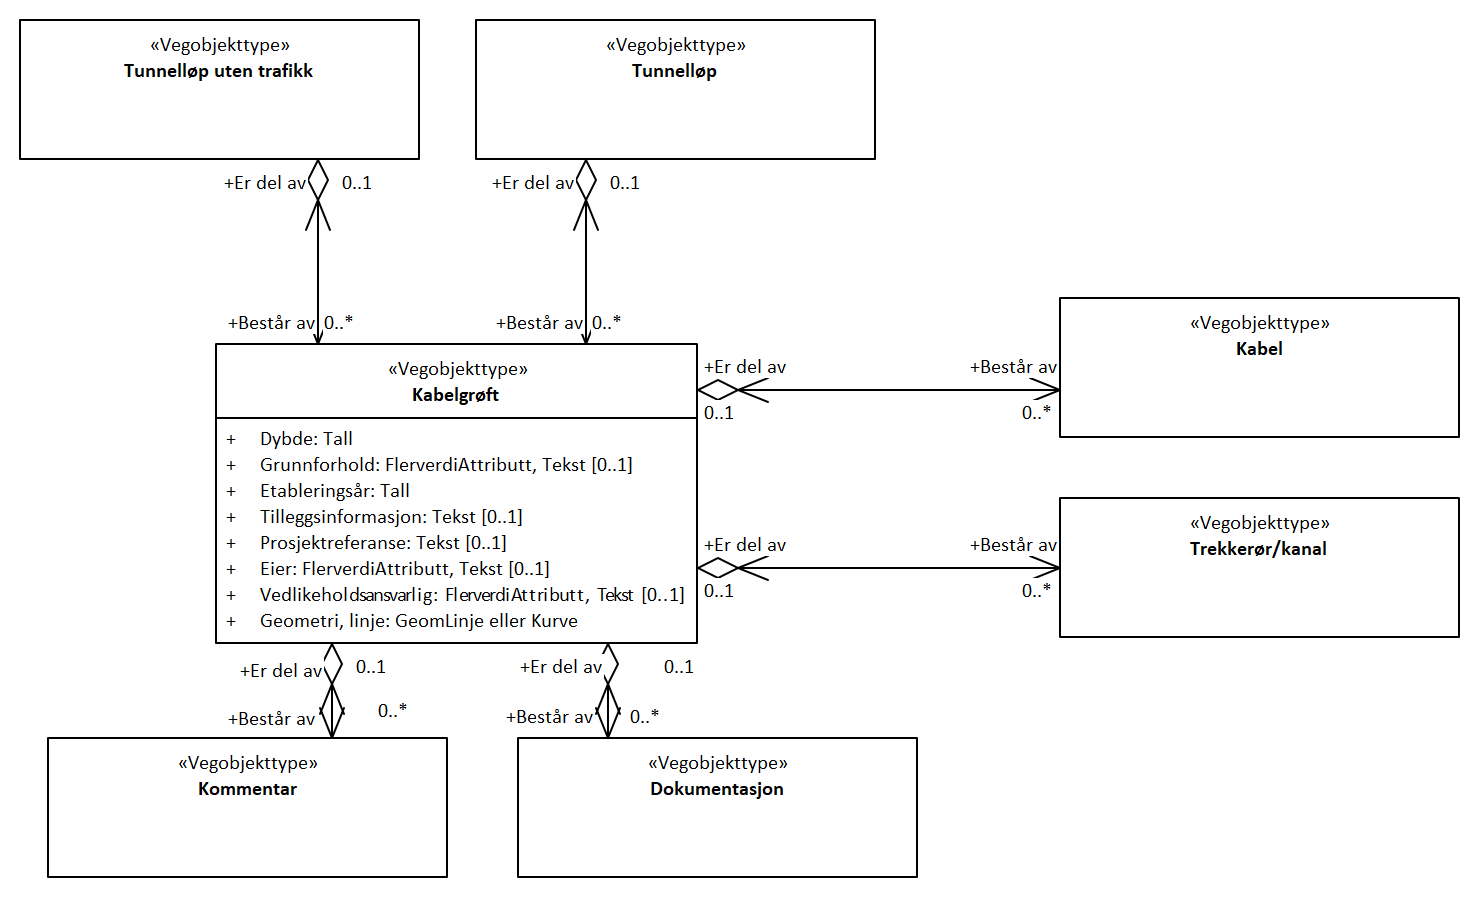 «Vegobjekttype»
Tunnelløp uten trafikk
«Vegobjekttype»
Tunnelløp
+Er del av 0..1
+Er del av 0..1
+Består av 0..*
+Består av 0..*
«Vegobjekttype»
Kabel
«Vegobjekttype»
Kabelgrøft
+Er del av
0..1
+Består av
0..*
+ Dybde: Tall
+ Grunnforhold: FlerverdiAttributt, Tekst [0..1]
+ Etableringsår: Tall
+ Tilleggsinformasjon: Tekst [0..1]
+ Prosjektreferanse: Tekst [0..1]
+ Eier: FlerverdiAttributt, Tekst [0..1]
+ Vedlikeholdsansvarlig: FlerverdiAttributt, Tekst [0..1]
+ Geometri, linje: GeomLinje eller Kurve
+Er del av
0..1
+Består av
0..*
«Vegobjekttype»
Trekkerør/kanal
+Er del av 0..1
+Er del av 0..1
+Består av 0..*
+Består av 0..*
«Vegobjekttype»
Kommentar
«Vegobjekttype»
Dokumentasjon